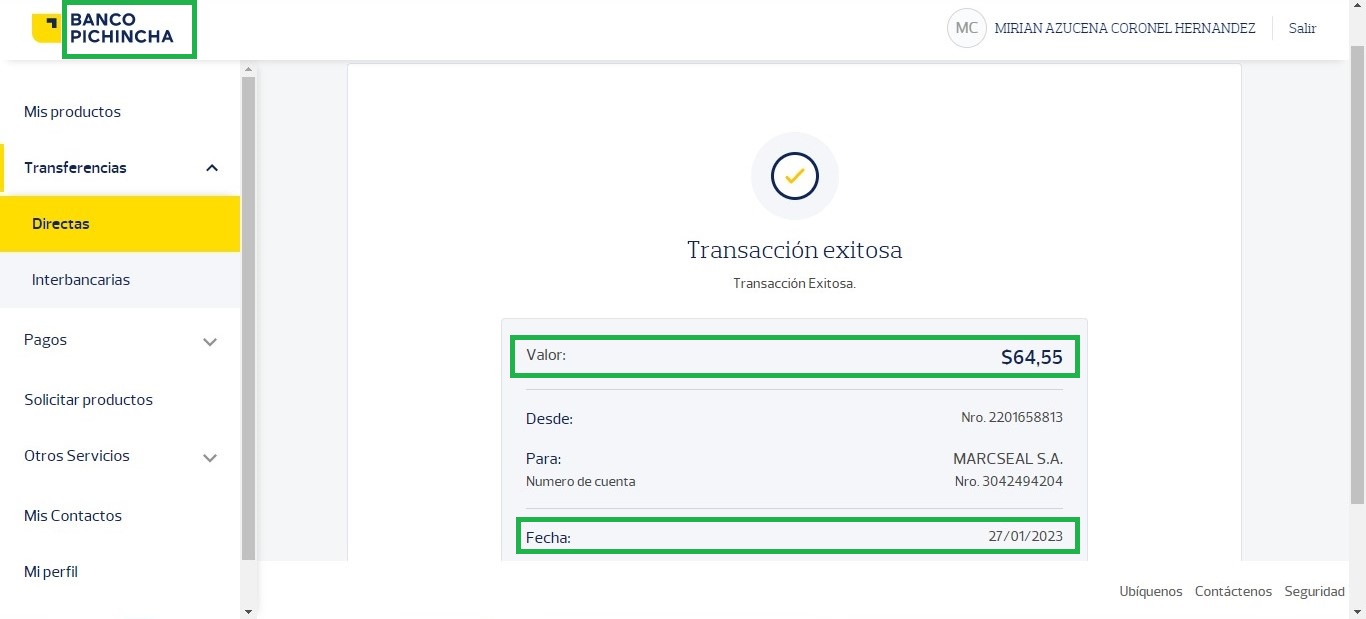 BANCO
PICHINCHA
MC MIRIAN AZUCENA CORONEL HERNANDEZ Salir
Mis productos
Transferencias
Directas
Interbancarias
Pagos
Solicitar productos
Otros Servicios
Mis Contactos
Mi perfil
Transacción exitosa
Transacción Exitosa.
Valor: $64,55
Desde: Nro. 2201658813
Para: MARCSEAL S.A.
Numero de cuenta Nro. 3042494204
Fecha: 27/01/2023
Ubíquenos Contáctenos Seguridad